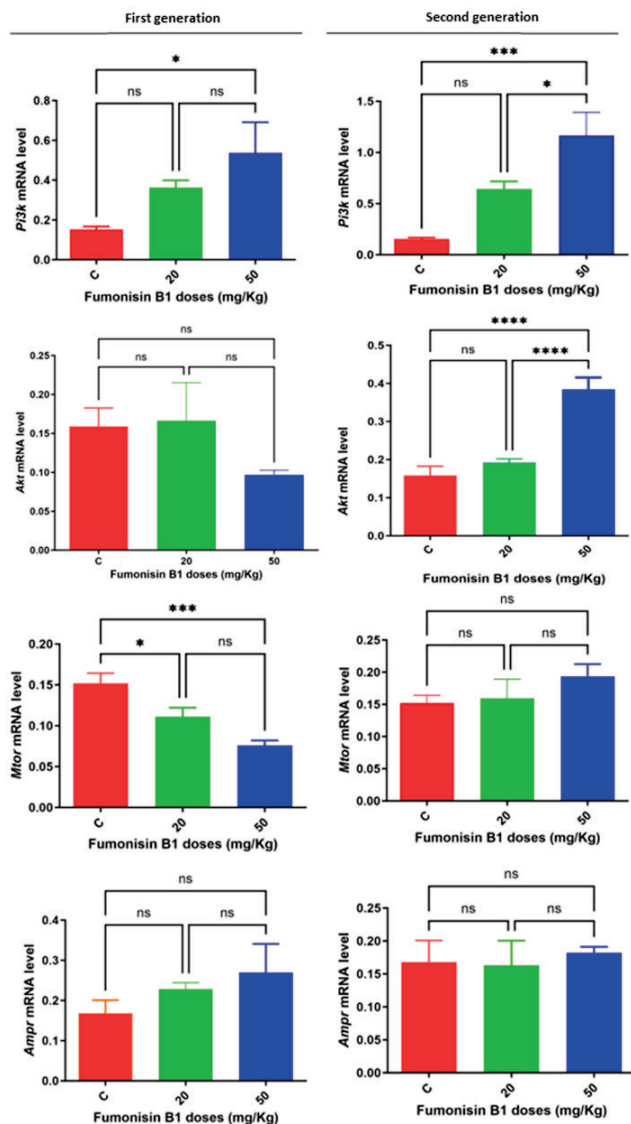 First generation
Second generation
*
ns ns
0.8
0.6
0.4
0.2
0.0
Pi3k mRNA level
C 20 50
Fumonisin B1 doses (mg/Kg)
***
ns *
1.5
1.0
0.5
0.0
Pi3k mRNA level
C 20 50
Fumonisin B1 doses (mg/Kg)
ns
ns ns
0.25
0.20
0.15
0.10
0.05
0.00
Akt mRNA level
C 20 50
Fumonisin B1 doses (mg/Kg)
****
ns ****
0.4
0.3
0.2
0.1
0.0
Akt mRNA level
C 20 50
Fumonisin B1 doses (mg/Kg)
***
* ns
0.20
0.15
0.10
0.05
0.00
Mtor mRNA level
C 20 50
Fumonisin B1 doses (mg/Kg)
ns
ns ns
0.25
0.20
0.15
0.10
0.05
0.00
Mtor mRNA level
C 20 50
Fumonisin B1 doses (mg/Kg)
ns
ns ns
0.4
0.3
0.2
0.1
0.0
Ampr mRNA level
C 20 50
Fumonisin B1 doses (mg/Kg)
ns
ns ns
0.25
0.20
0.15
0.10
0.05
0.00
Ampr mRNA level
C 20 50
Fumonisin B1 doses (mg/Kg)